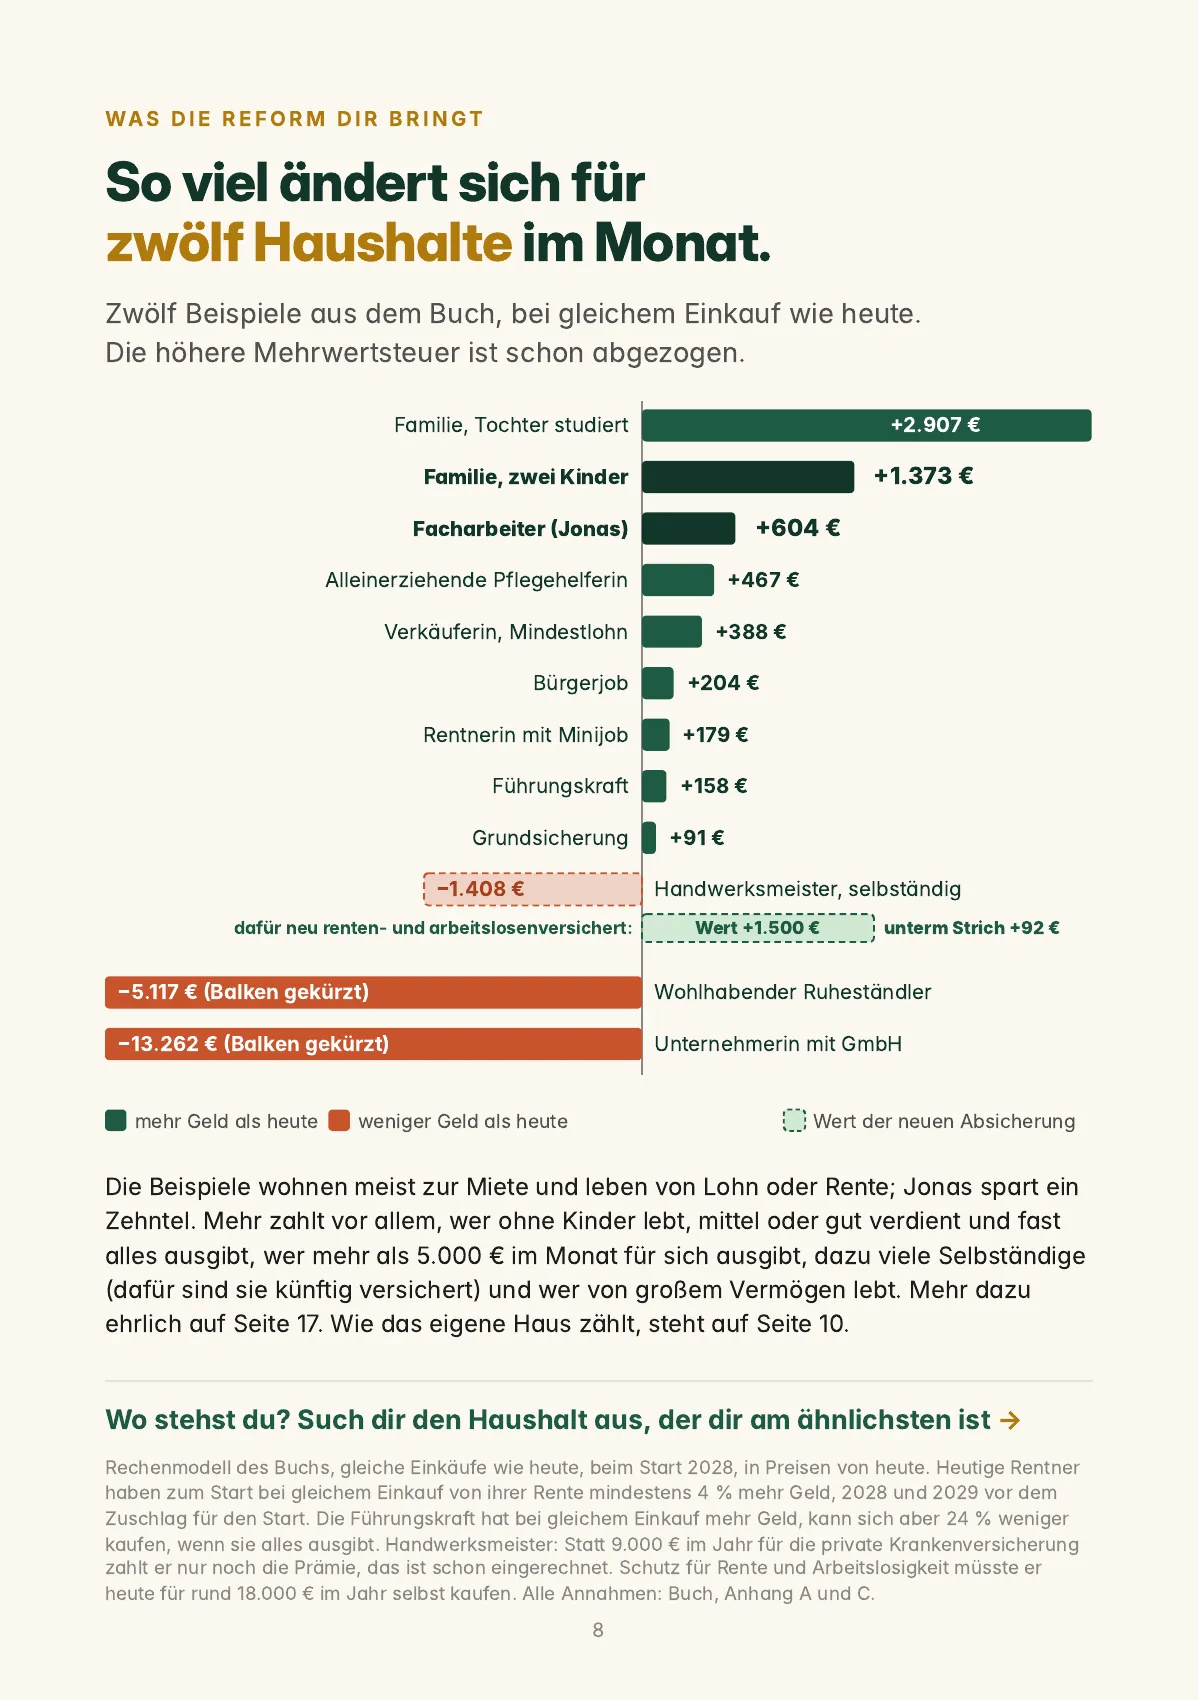 WAS DIE REFORM DIR BRINGT
So viel ändert sich für
zwölf Haushalte im Monat.
Zwölf Beispiele aus dem Buch, bei gleichem Einkauf wie heute.
Die höhere Mehrwertsteuer ist schon abgezogen.
Familie, Tochter studiert +2.907 €
Familie, zwei Kinder +1.373 €
Facharbeiter (Jonas) +604 €
Alleinerziehende Pflegehelferin +467 €
Verkäuferin, Mindestlohn +388 €
Bürgerjob +204 €
Rentnerin mit Minijob +179 €
Führungskraft +158 €
Grundsicherung +91 €
−1.408 € Handwerksmeister, selbständig
dafür neu renten- und arbeitslosenversichert: Wert +1.500 € unterm Strich +92 €
−5.117 € (Balken gekürzt) Wohlhabender Ruheständler
−13.262 € (Balken gekürzt) Unternehmerin mit GmbH
mehr Geld als heute weniger Geld als heute Wert der neuen Absicherung
Die Beispiele wohnen meist zur Miete und leben von Lohn oder Rente; Jonas spart ein
Zehntel. Mehr zahlt vor allem, wer ohne Kinder lebt, mittel oder gut verdient und fast
alles ausgibt, wer mehr als 5.000 € im Monat für sich ausgibt, dazu viele Selbständige
(dafür sind sie künftig versichert) und wer von großem Vermögen lebt. Mehr dazu
ehrlich auf Seite 17. Wie das eigene Haus zählt, steht auf Seite 10.
Wo stehst du? Such dir den Haushalt aus, der dir am ähnlichsten ist →
Rechenmodell des Buchs, gleiche Einkäufe wie heute, beim Start 2028, in Preisen von heute. Heutige Rentner
haben zum Start bei gleichem Einkauf von ihrer Rente mindestens 4 % mehr Geld, 2028 und 2029 vor dem
Zuschlag für den Start. Die Führungskraft hat bei gleichem Einkauf mehr Geld, kann sich aber 24 % weniger
kaufen, wenn sie alles ausgibt. Handwerksmeister: Statt 9.000 € im Jahr für die private Krankenversicherung
zahlt er nur noch die Prämie, das ist schon eingerechnet. Schutz für Rente und Arbeitslosigkeit müsste er
heute für rund 18.000 € im Jahr selbst kaufen. Alle Annahmen: Buch, Anhang A und C.
8